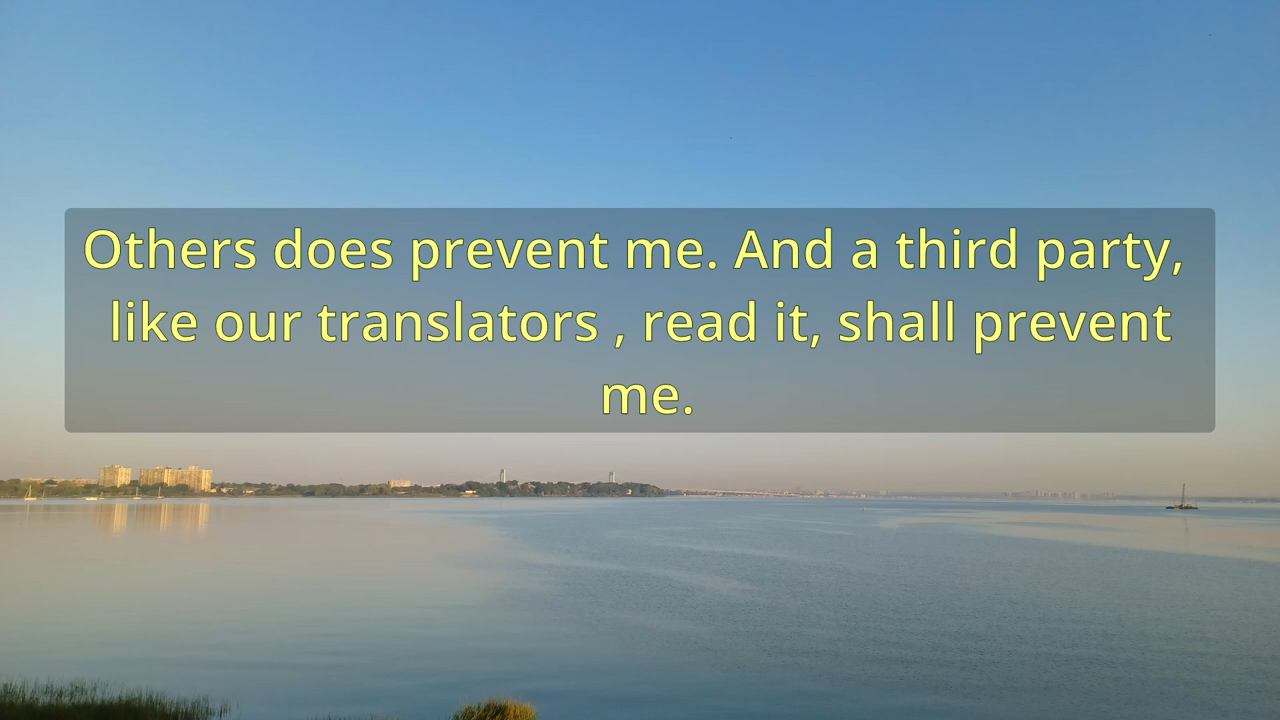 Others does prevent me. And a third party,
like our translators , read it, shall prevent
me.